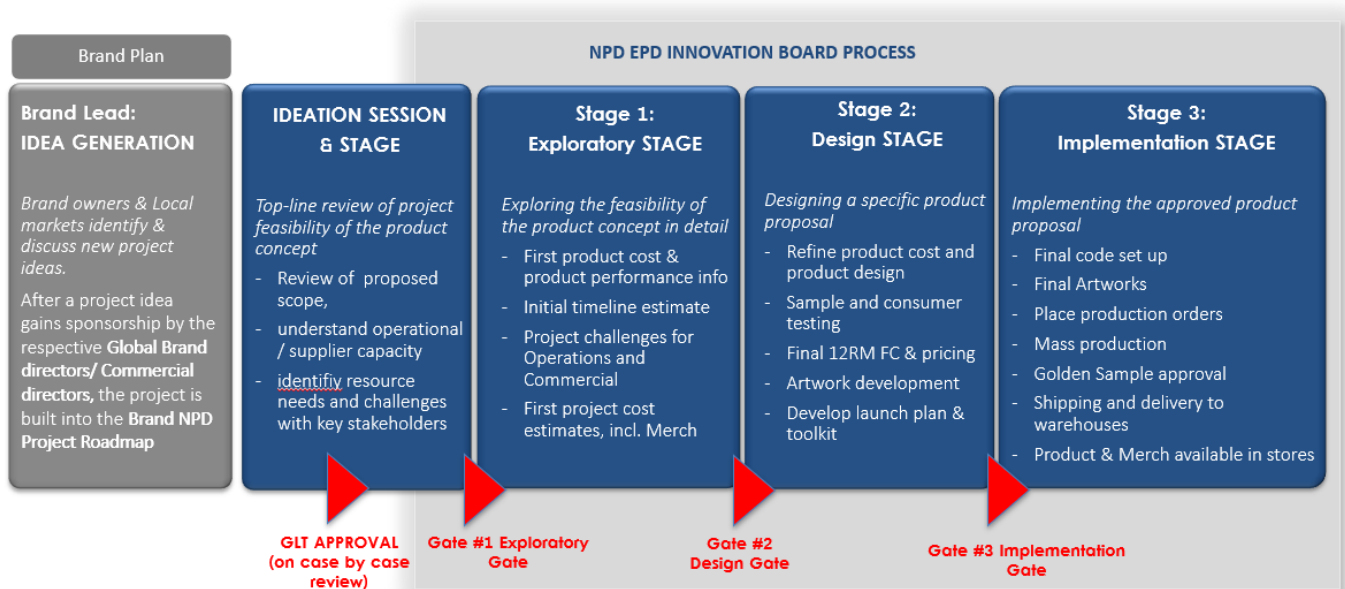 Brand Plan
NPD EPD INNOVATION BOARD PROCESS
Brand Lead:
IDEA GENERATION
Brand owners & Local
markets identify &
discuss new project
ideas.
After a project idea
gains sponsorship by the
respective Global Brand
directors/ Commercial
directors, the project is
built into the Brand NPD
Project Roadmap
IDEATION SESSION
& STAGE
Top-line review of project
feasibility of the product
concept
- Review of proposed
scope,
- understand operational
/ supplier capacity
- identifiy resource
needs and challenges
with key stakeholders
Stage 1:
Exploratory STAGE
Exploring the feasibility of
the product concept in detail
- First product cost &
product performance info
- Initial timeline estimate
- Project challenges for
Operations and
Commercial
- First project cost
estimates, incl. Merch
Stage 2:
Design STAGE
Designing a specific product
proposal
- Refine product cost and
product design
- Sample and consumer
testing
- Final 12RM FC & pricing
- Artwork development
- Develop launch plan &
toolkit
Stage 3:
Implementation STAGE
Implementing the approved product
proposal
- Final code set up
- Final Artworks
- Place production orders
- Mass production
- Golden Sample approval
- Shipping and delivery to
warehouses
- Product & Merch available in stores
GLT APPROVAL
(on case by case
review)
Gate #1 Exploratory
Gate
Gate #2
Design Gate
Gate #3 Implementation
Gate